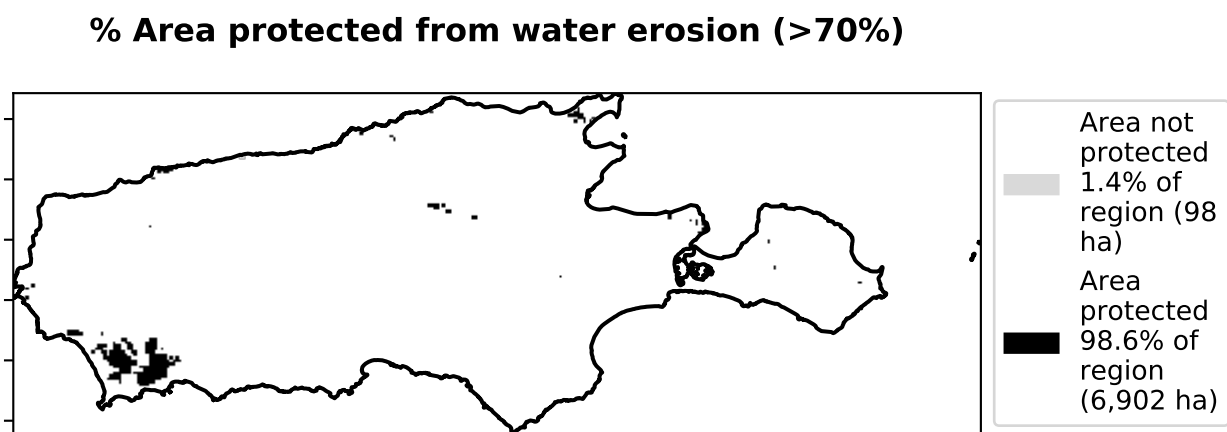 % Area protected from water erosion (>70%)
Area not
protected
1.4% of
region (98
ha)
Area
protected
98.6% of
region
(6,902 ha)